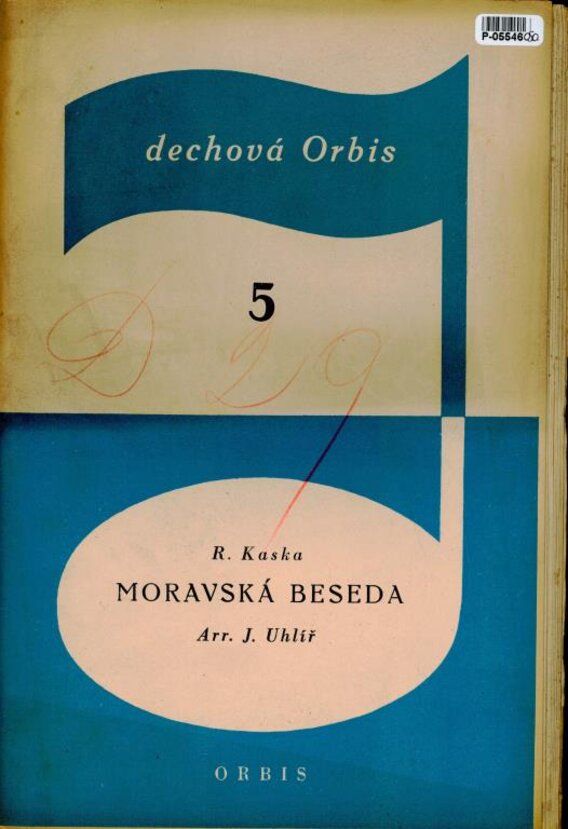 P-05546
dechová Orbis
5
D 29
R. Kaska
MORAVSKÁ BESEDA
Arr. J. Uhlíř
ORBIS